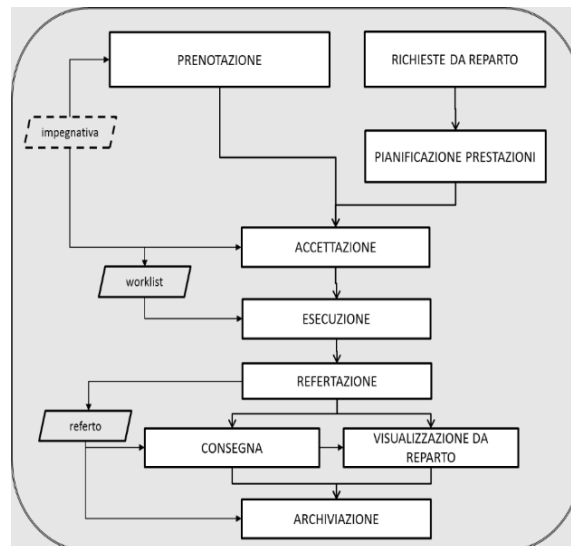 PRENOTAZIONE
RICHIESTE DA REPARTO
impegnativa
PIANIFICAZIONE PRESTAZIONI
ACCETTAZIONE
worklist
ESECUZIONE
REFERTAZIONE
referto
CONSEGNA
VISUALIZZAZIONE DA
REPARTO
ARCHIVIAZIONE